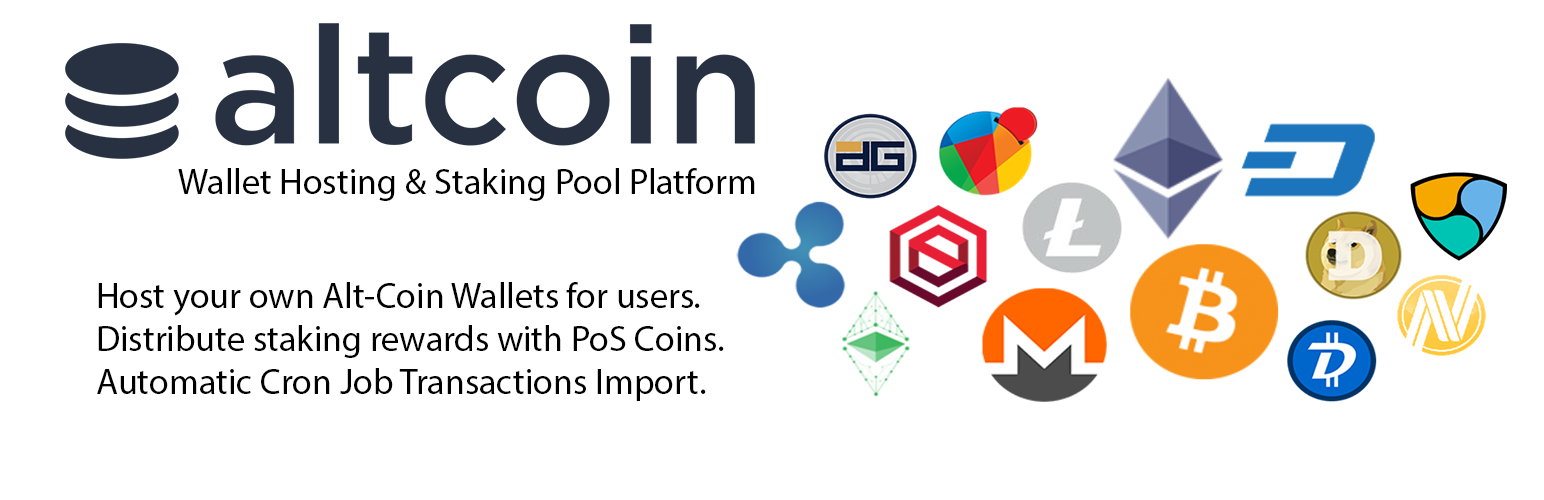 altcoin
Wallet Hosting & Staking Pool Platform
Host your own Alt-Coin Wallets for users.
Distribute staking rewards with PoS Coins.
Automatic Cron Job Transactions Import.
dG